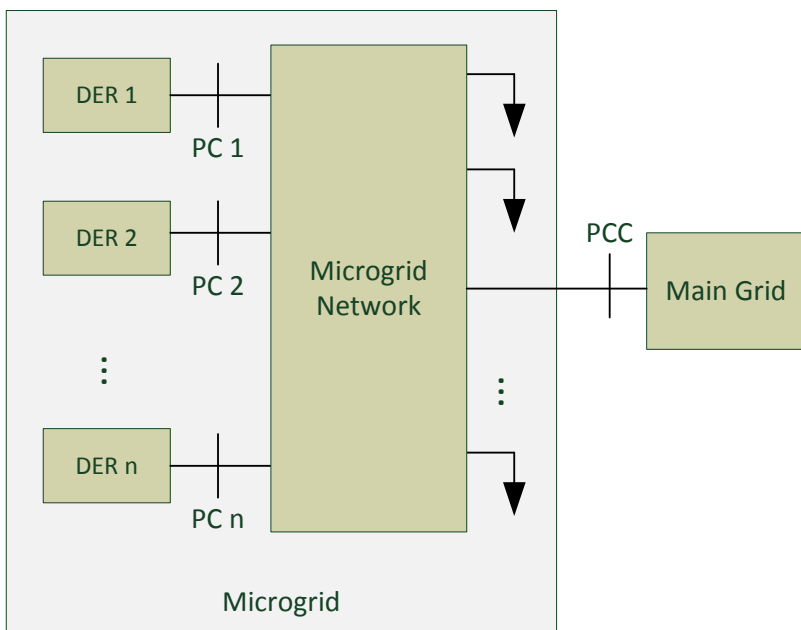 DER 1
PC 1
DER 2
PC 2
Microgrid
Network
PCC
Main Grid
DER n
PC n
Microgrid